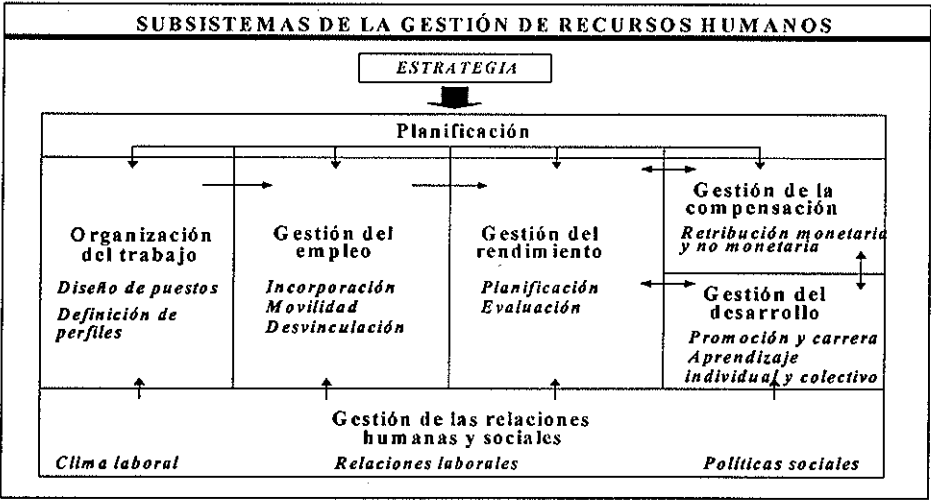 SUBSISTEMAS DE LA GESTIÓN DE RECURSOS HUMANOS
ESTRATEGIA
Planificación
Organización
del trabajo
Diseño de puestos
Definición de
perfiles
Gestión del
empleo
Incorporación
Movilidad
Desvinculación
Gestión del
rendimiento
Planificación
Evaluación
Gestión de la
compensación
Retribución monetaria
y no monetaria
Gestión del
desarrollo
Promoción y carrera
Aprendizaje
individual y colectivo
Gestión de las relaciones
humanas y sociales
Clima laboral
Relaciones laborales
Políticas sociales